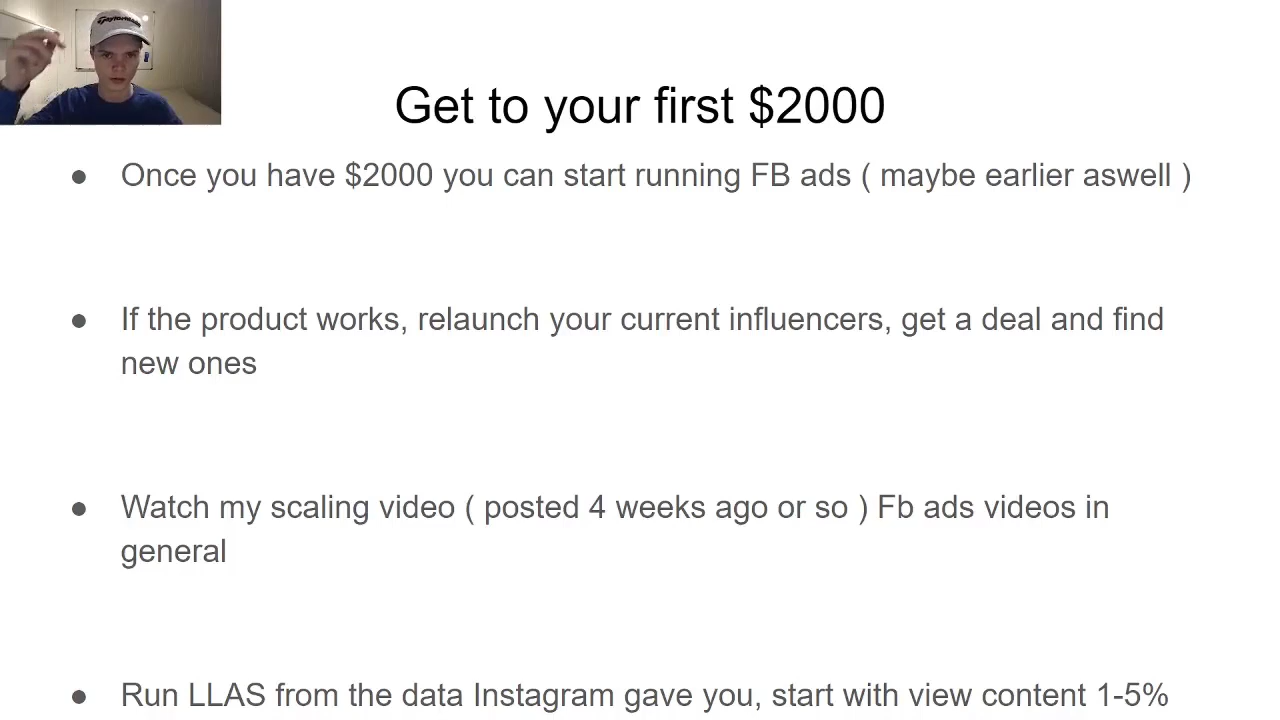 TaylorMade
Get to your first $2000
● Once you have $2000 you can start running FB ads ( maybe earlier aswell )
● If the product works, relaunch your current influencers, get a deal and find
new ones
● Watch my scaling video ( posted 4 weeks ago or so ) Fb ads videos in
general
● Run LLAS from the data Instagram gave you, start with view content 1-5%